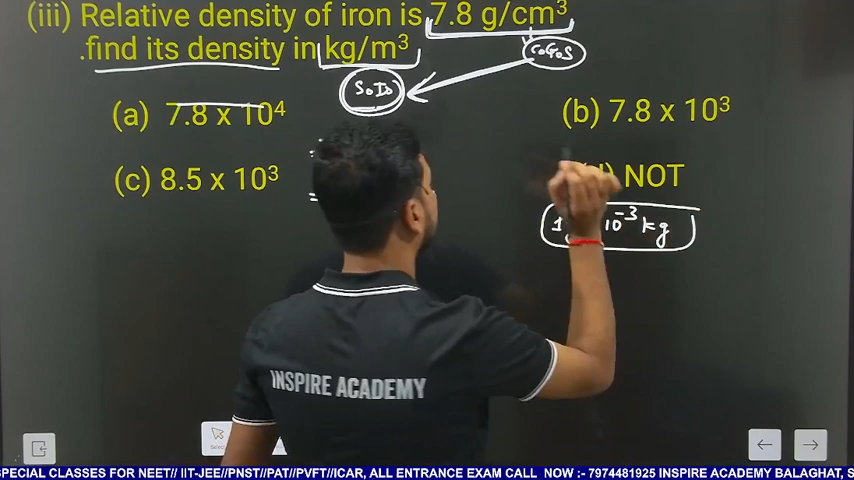 (iii) Relative density of iron is 7.8 g/cm³
.find its density in kg/m³
C.G.S
S.I.
(a) 7.8 x 10⁴
(b) 7.8 x 10³
(c) 8.5 x 10³
NOT
1 10⁻³ kg
INSPIRE ACADEMY
SPECIAL CLASSES FOR NEET// IIT-JEE//PNST//PAT//PVFT//ICAR, ALL ENTRANCE EXAM CALL NOW :- 7974481925 INSPIRE ACADEMY BALAGHAT, S